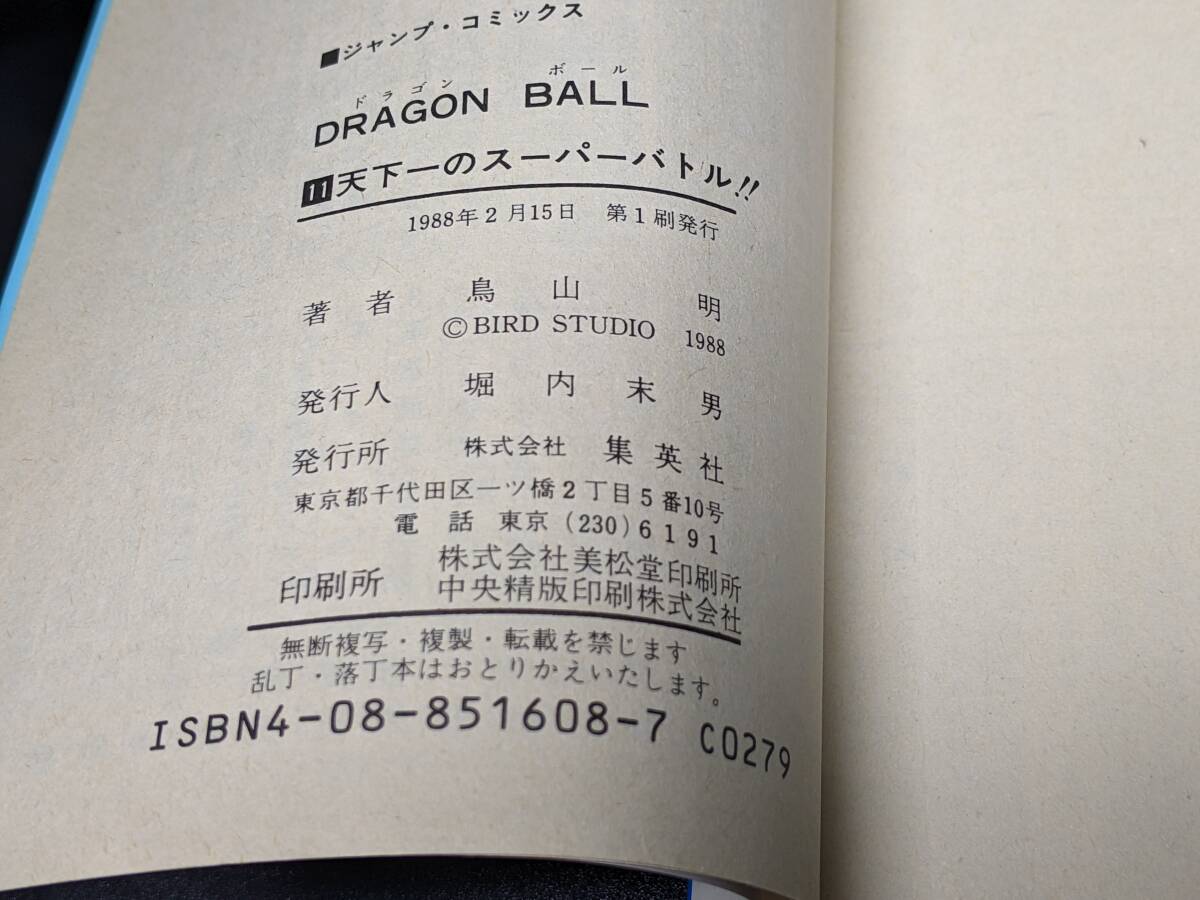 ■ジャンプ・コミックス
ドラゴン ボール
DRAGON BALL
11天下一のスーパーバトル!!
1988年2月15日 第1刷発行
著者 鳥山明
©BIRD STUDIO 1988
発行人 堀内末男
発行所 株式会社 集英社
東京都千代田区一ツ橋2丁目5番10号
電話 東京(230)6191
株式会社美松堂印刷所
印刷所 中央精版印刷株式会社
無断複写・複製・転載を禁じます
乱丁・落丁本はおとりかえいたします。
ISBN4-08-851608-7 C0279